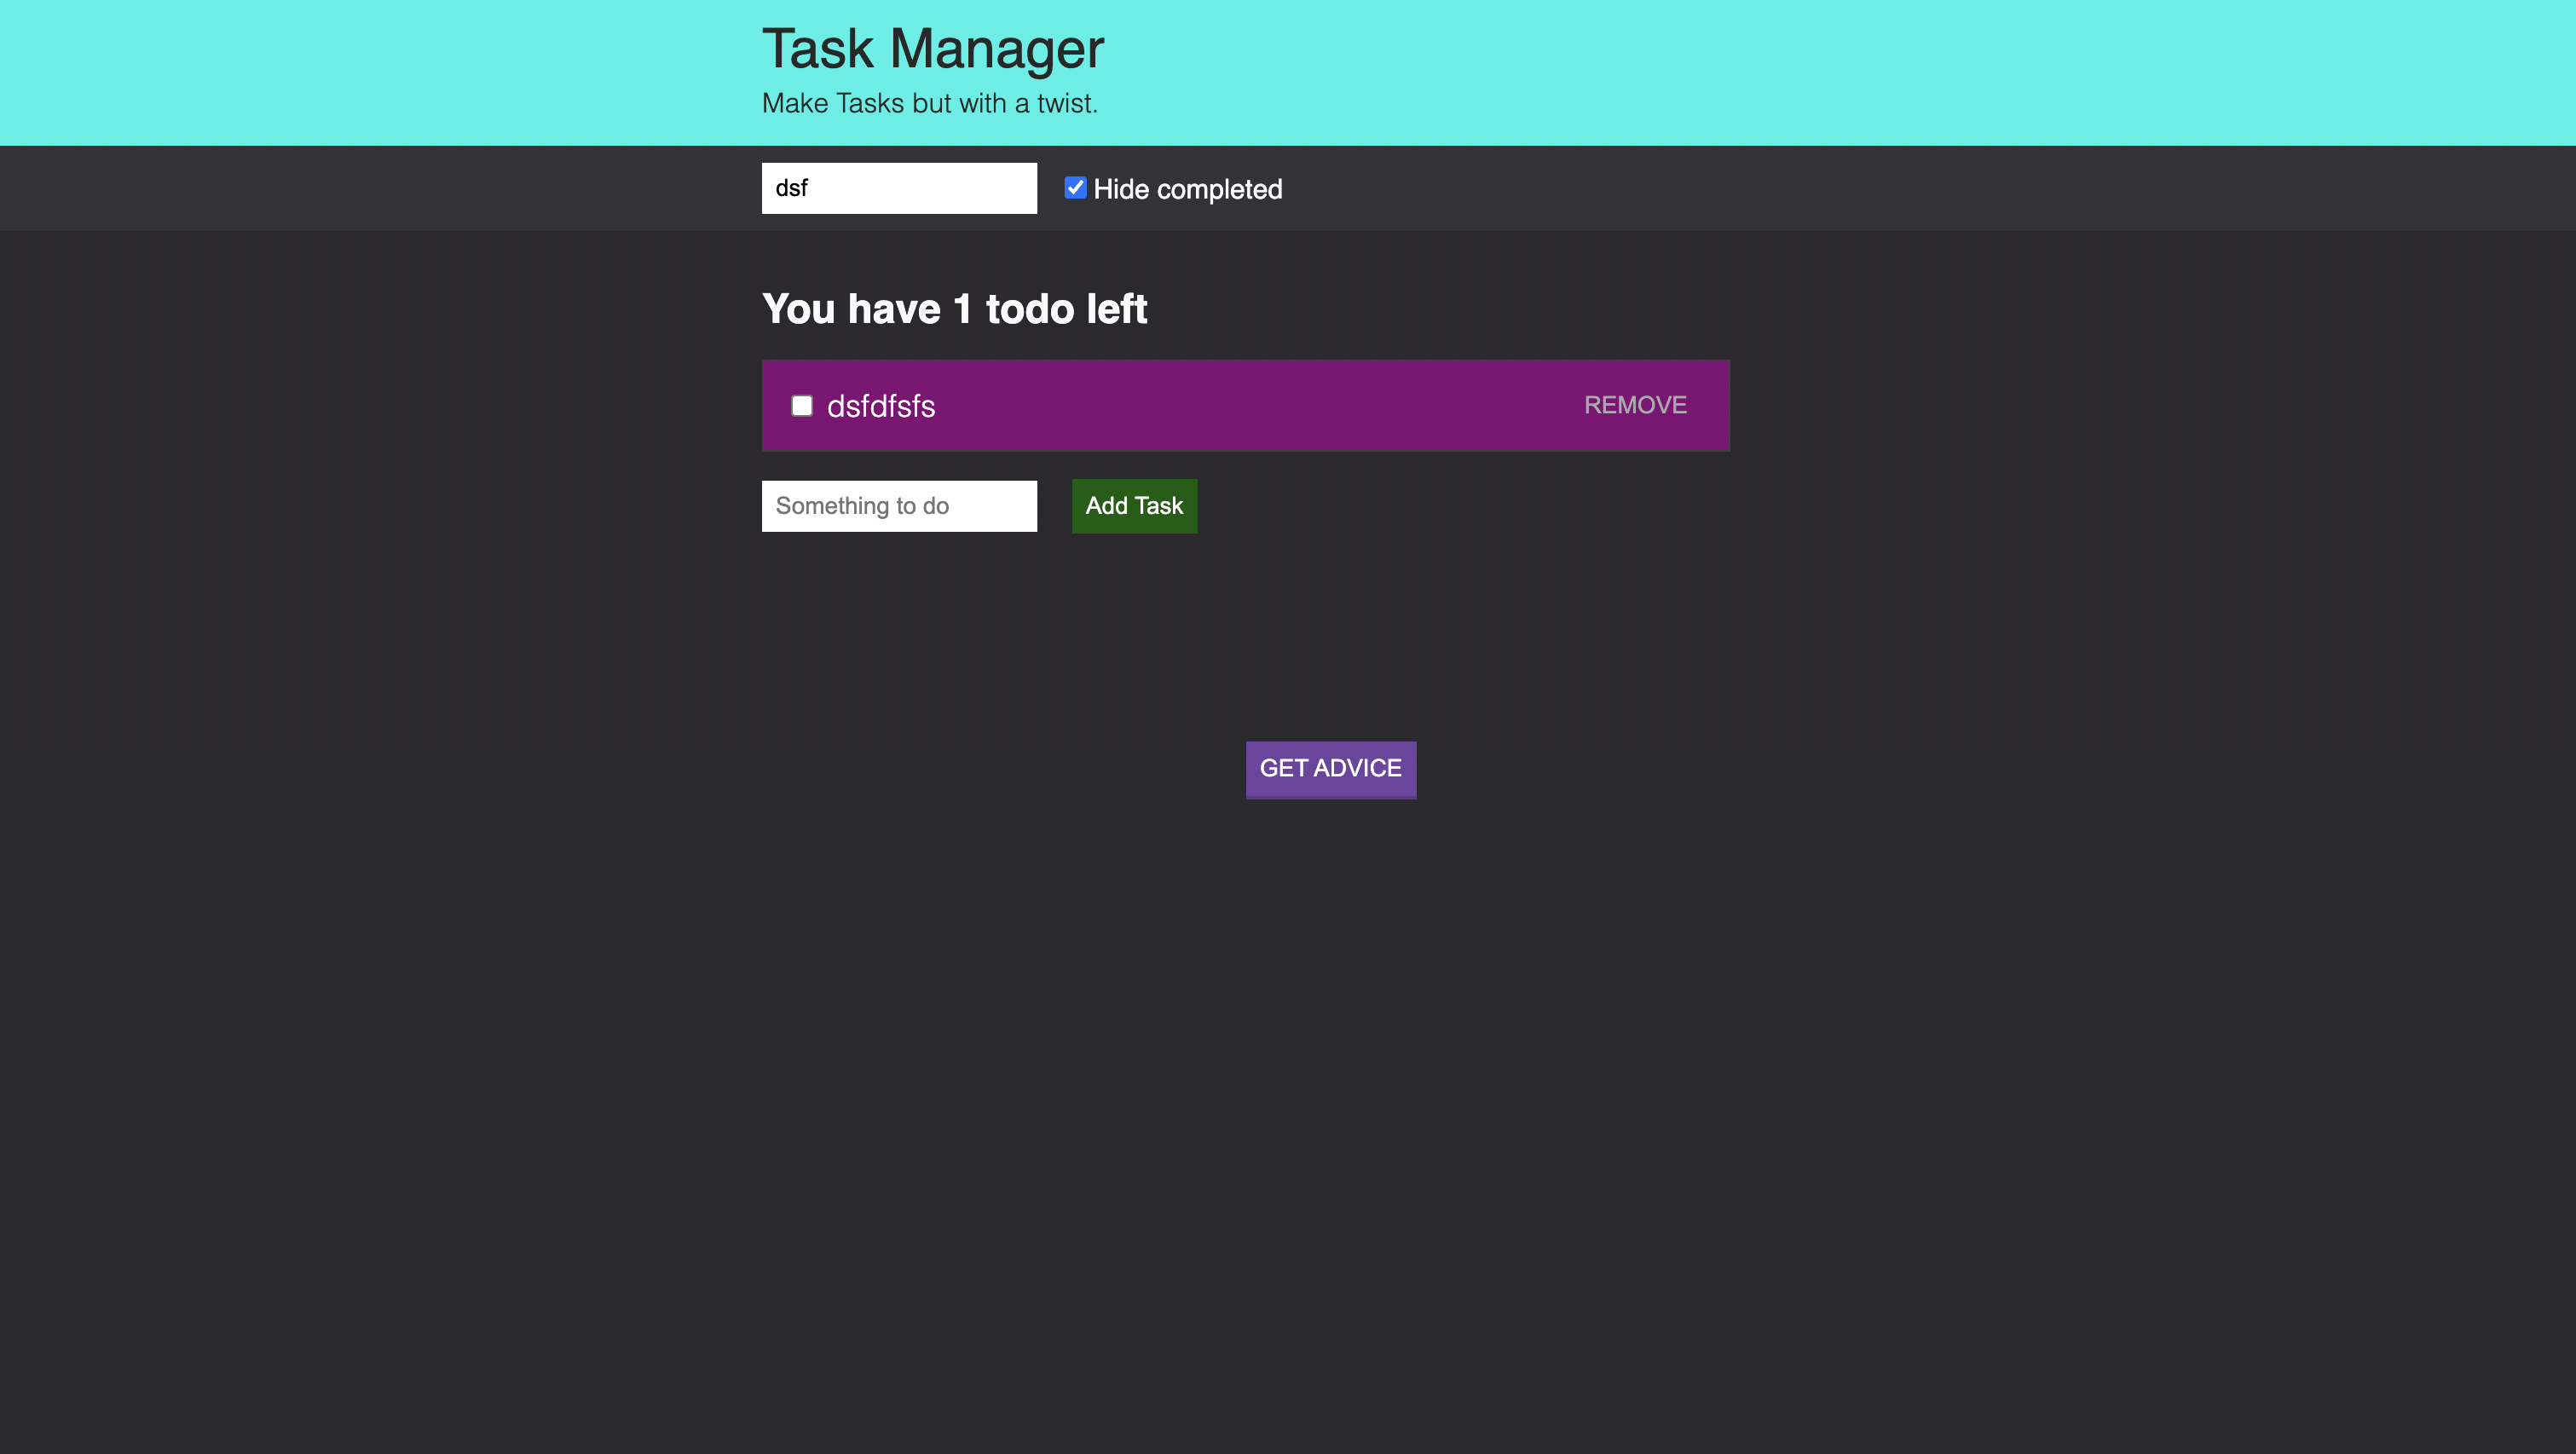 Task Manager
Make Tasks but with a twist.
dsf
Hide completed
You have 1 todo left
dsfdfsfs
REMOVE
Something to do
Add Task
GET ADVICE